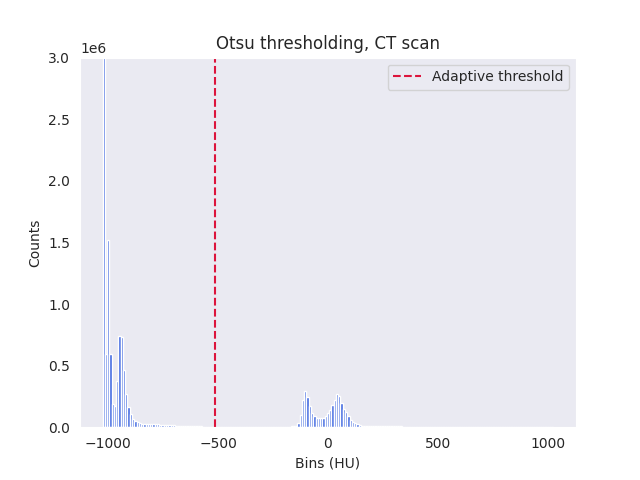 Otsu thresholding, CT scan
1e6
Adaptive threshold
3.0
2.5
2.0
1.5
1.0
0.5
0.0
Counts
−1000 −500 0 500 1000
Bins (HU)